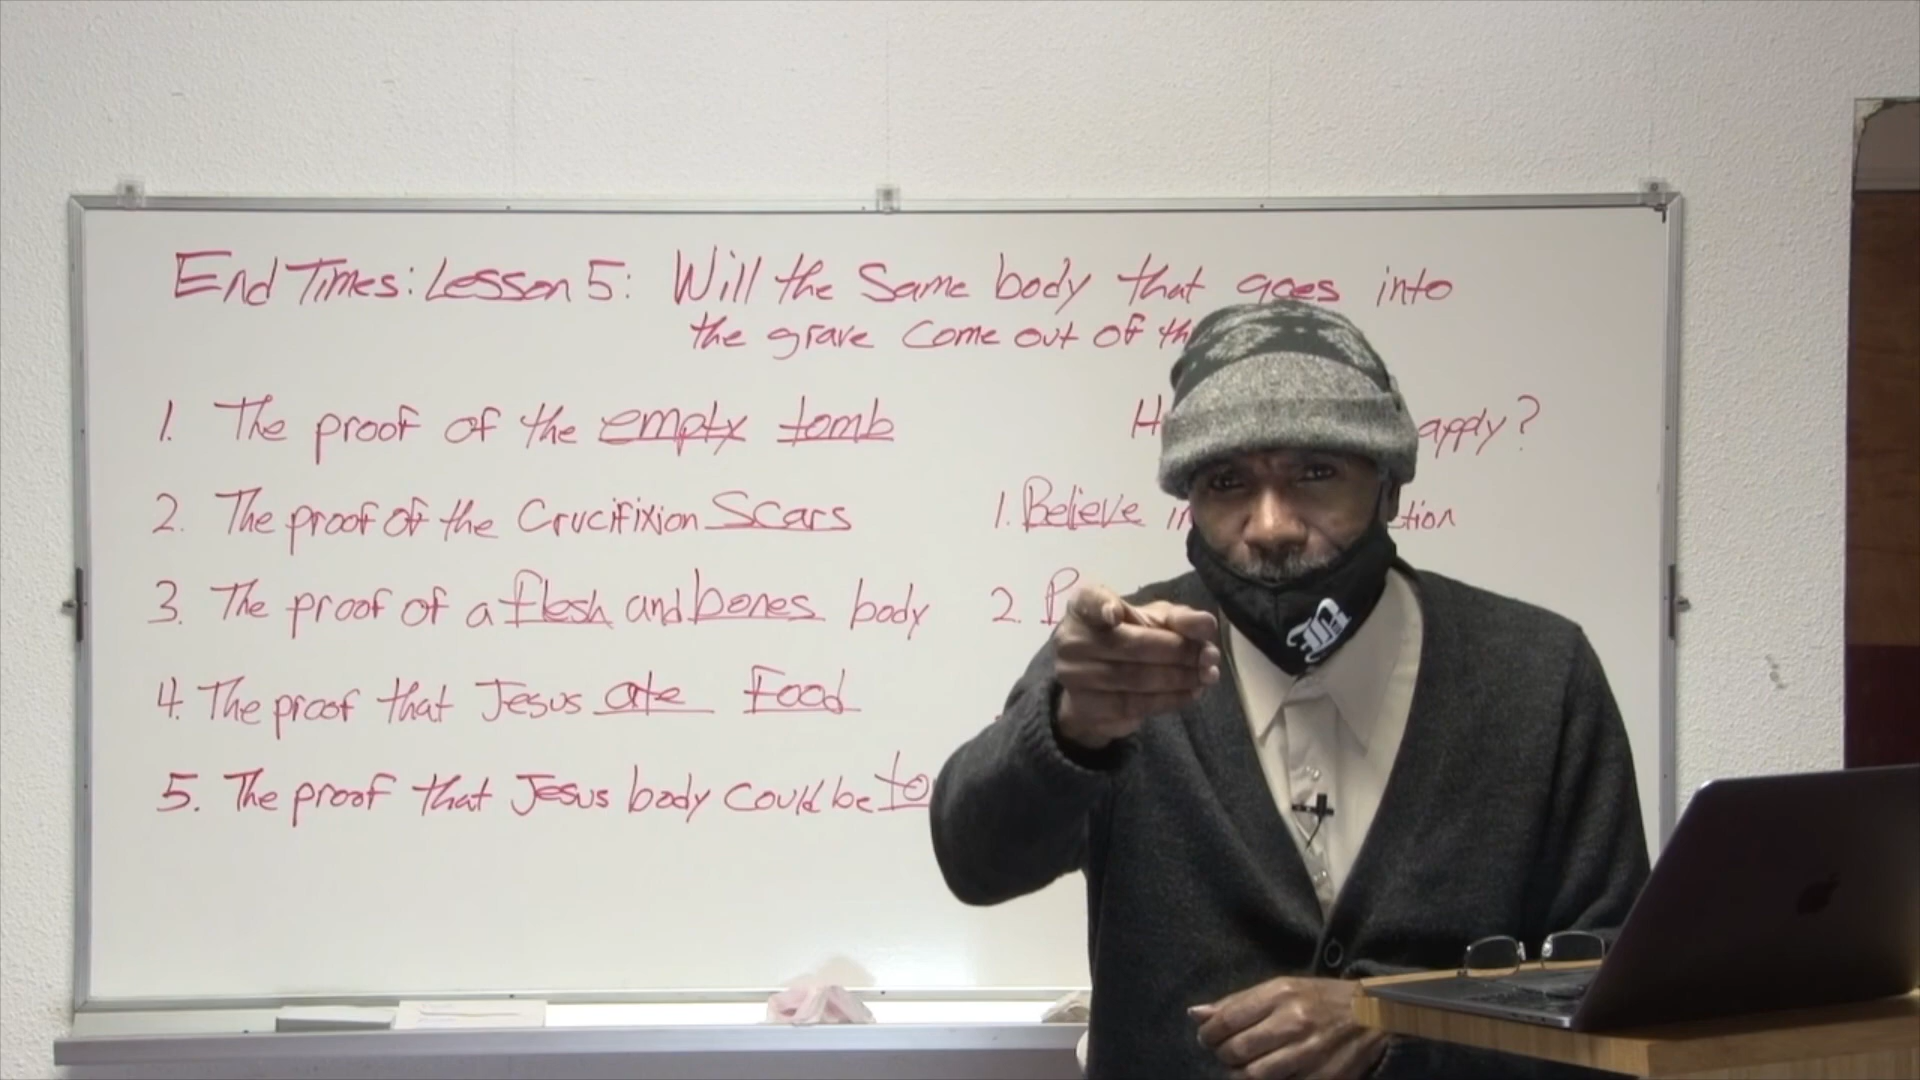 End Times: Lesson 5: Will the Same body that goes into
the grave come out of
1. The proof of the empty tomb
2. The proof of the Crucifixion Scars
3. The proof of a flesh and bones body
4. The proof that Jesus ate Food
5. The proof that Jesus body could be
apply?
1. Believe
2.